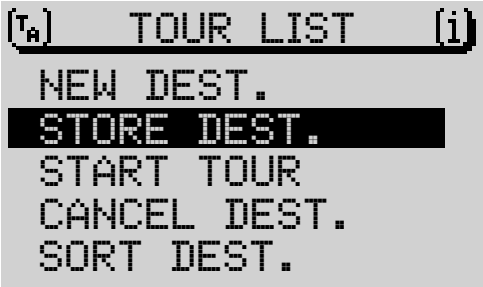 (TA) TOUR LIST (i)
NEW DEST.
STORE DEST.
START TOUR
CANCEL DEST.
SORT DEST.